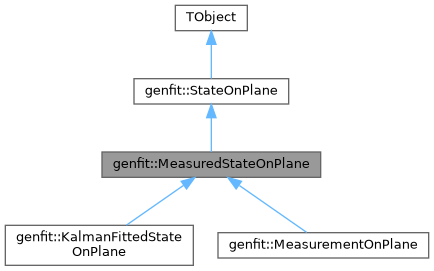 TObject
genfit::StateOnPlane
genfit::MeasuredStateOnPlane
genfit::KalmanFittedState
OnPlane
genfit::MeasurementOnPlane